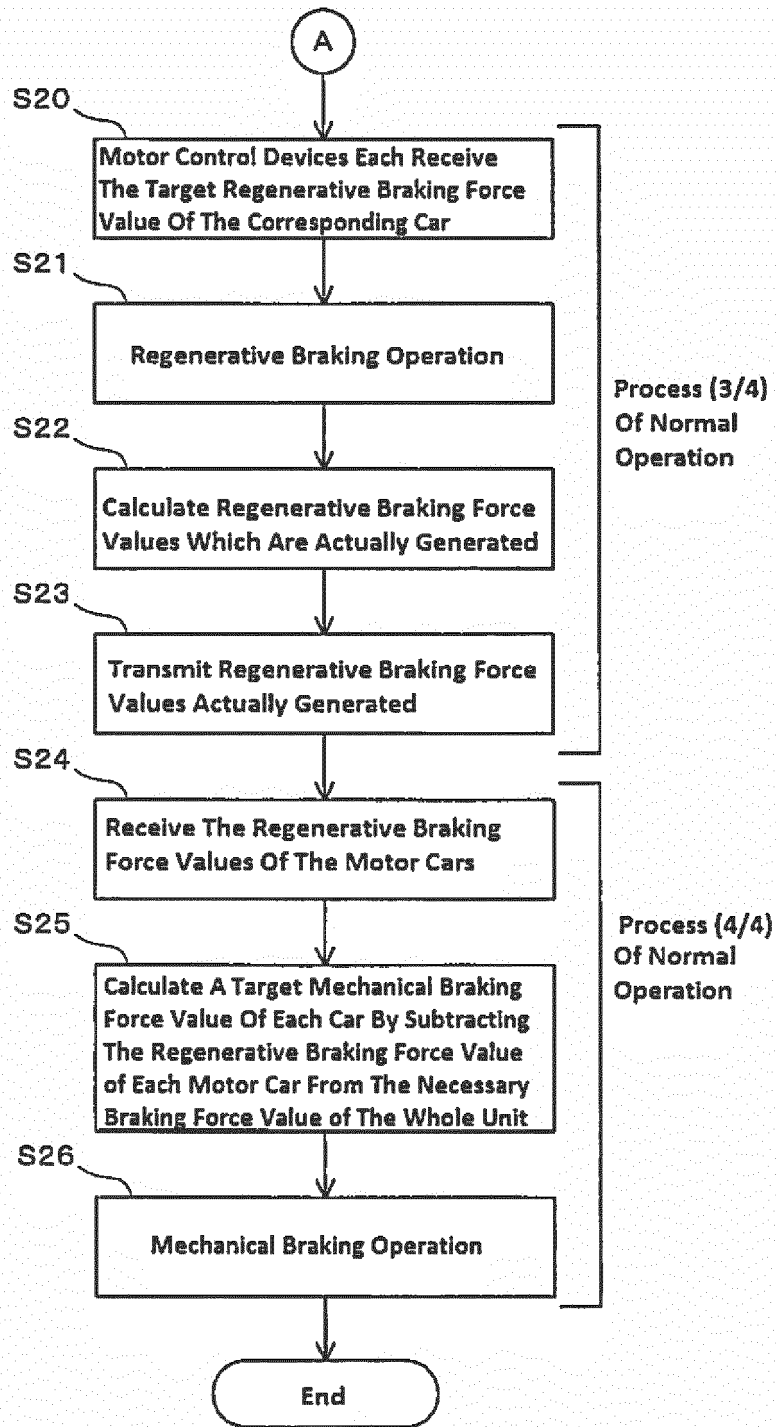 A
S20
Motor Control Devices Each Receive
The Target Regenerative Braking Force
Value Of The Corresponding Car
S21
Regenerative Braking Operation
S22
Calculate Regenerative Braking Force
Values Which Are Actually Generated
S23
Transmit Regenerative Braking Force
Values Actually Generated
Process (3/4)
Of Normal
Operation
S24
Receive The Regenerative Braking
Force Values Of The Motor Cars
S25
Calculate A Target Mechanical Braking
Force Value Of Each Car By Subtracting
The Regenerative Braking Force Value
of Each Motor Car From The Necessary
Braking Force Value of The Whole Unit
S26
Mechanical Braking Operation
Process (4/4)
Of Normal
Operation
End